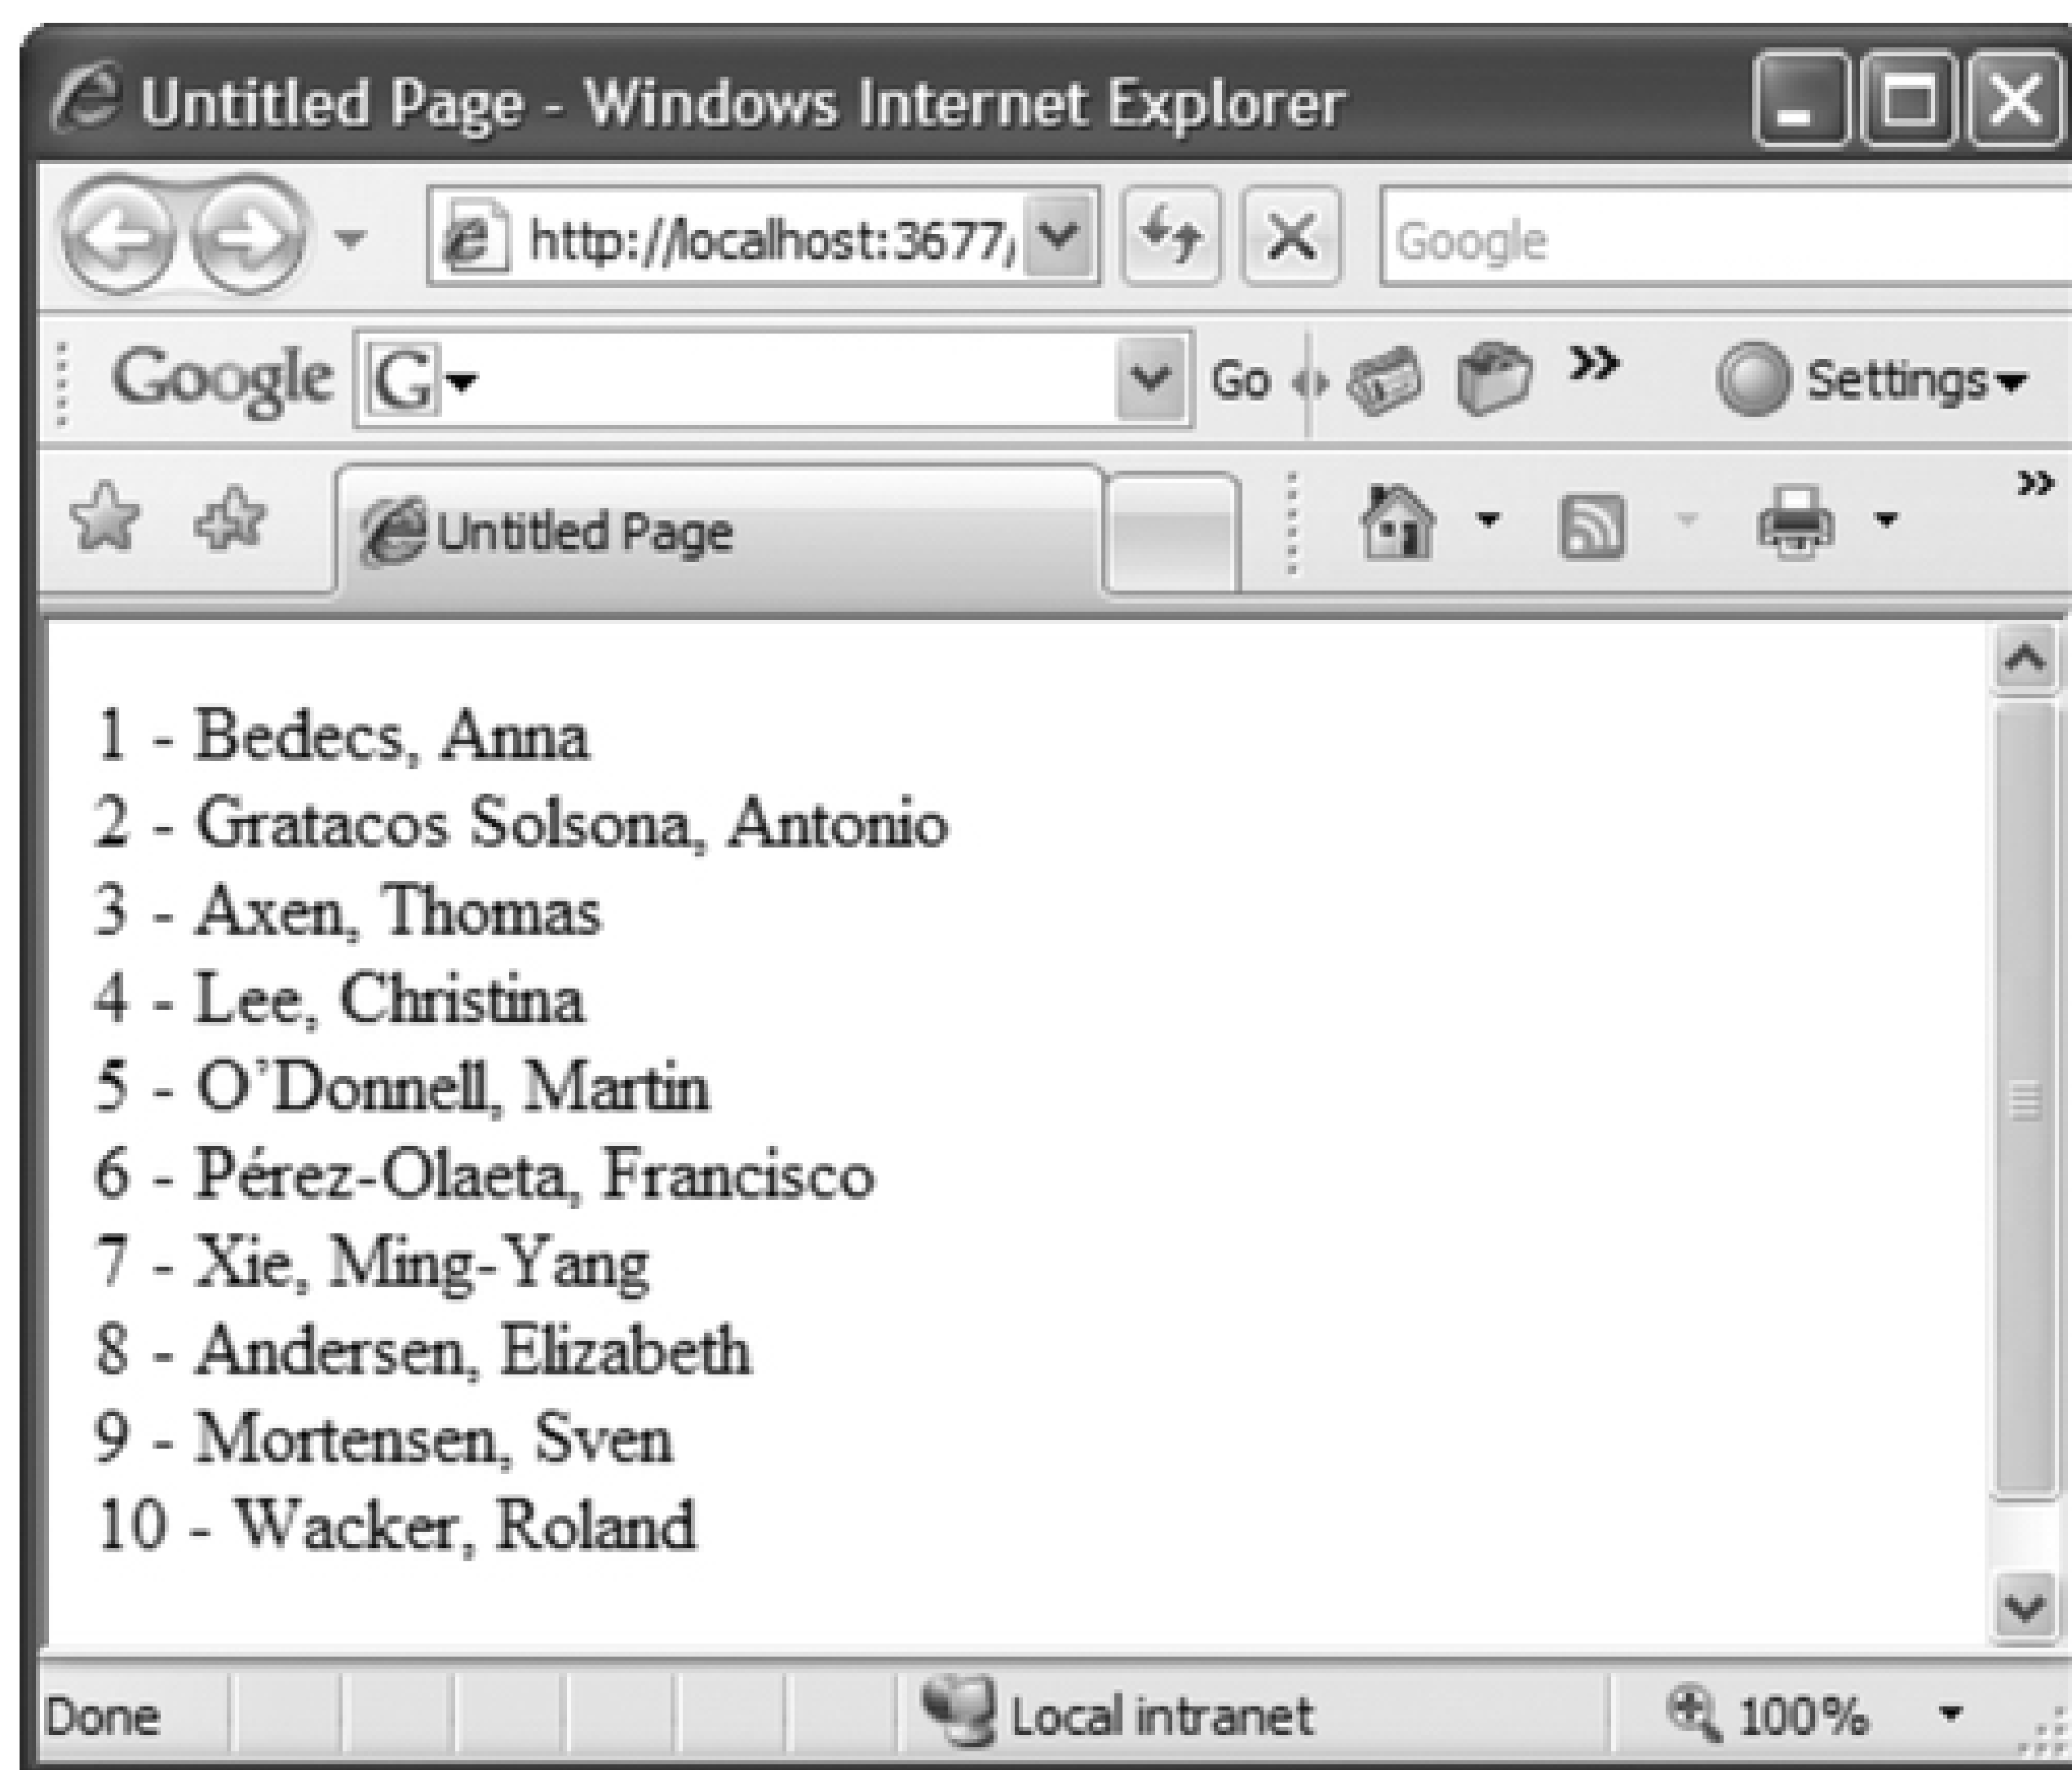 Untitled Page - Windows Internet Explorer
http://localhost:3677/
Google
Google G Go Settings
Untitled Page
1 - Bedecs, Anna
2 - Gratacos Solsona, Antonio
3 - Axen, Thomas
4 - Lee, Christina
5 - O'Donnell, Martin
6 - Pérez-Olaeta, Francisco
7 - Xie, Ming-Yang
8 - Andersen, Elizabeth
9 - Mortensen, Sven
10 - Wacker, Roland
Done Local intranet 100%